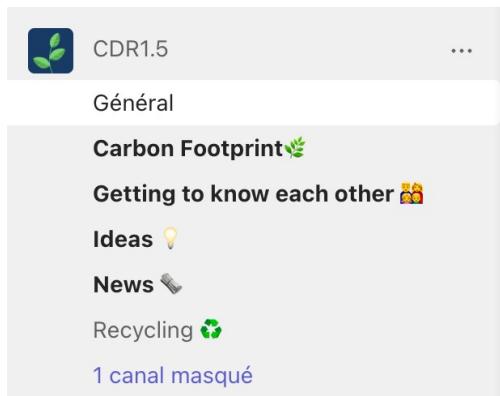 CDR1.5 ...
Général
Carbon Footprint🌿
Getting to know each other 👨‍👩‍👧‍👦
Ideas 💡
News 🗞️
Recycling ♻️
1 canal masqué